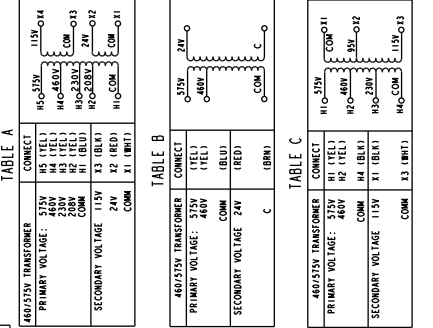 TABLE A
460/575V TRANSFORMER CONNECT
PRIMARY VOLTAGE: 575V H5 (YEL)
460V H4 (YEL)
230V H3 (YEL)
208V H2 (YEL)
COMM H1 (BLU)
SECONDARY VOLTAGE 115V X3 (BLK)
24V X2 (RED)
COMM X1 (WHT)
H5 575V 115V X4
H4 460V COM X3
H3 230V
H2 208V 24V X2
H1 COM COM X1
TABLE B
460/575V TRANSFORMER CONNECT
PRIMARY VOLTAGE: 575V (YEL)
460V (YEL)
COMM (BLU)
SECONDARY VOLTAGE 24V (RED)
C (BRN)
575V 24V
460V
COM C
TABLE C
460/575V TRANSFORMER CONNECT
PRIMARY VOLTAGE: 575V H1 (YEL)
460V H2 (YEL)
COMM H4 (BLK)
SECONDARY VOLTAGE 115V X1 (BLK)
COMM X3 (WHT)
H1 575V COM X1
H2 460V 95V X2
H3 230V
H4 COM 115V X3